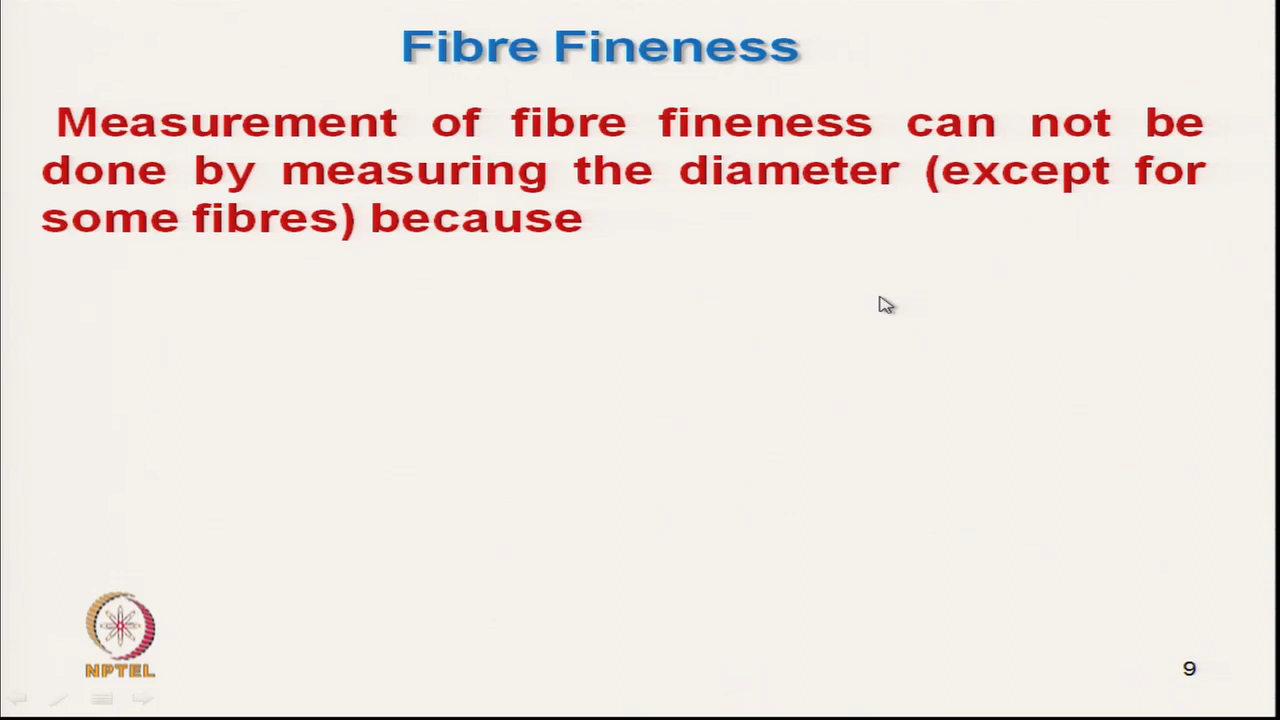 Fibre Fineness
Measurement of fibre fineness can not be
done by measuring the diameter (except for
some fibres) because
NPTEL
9